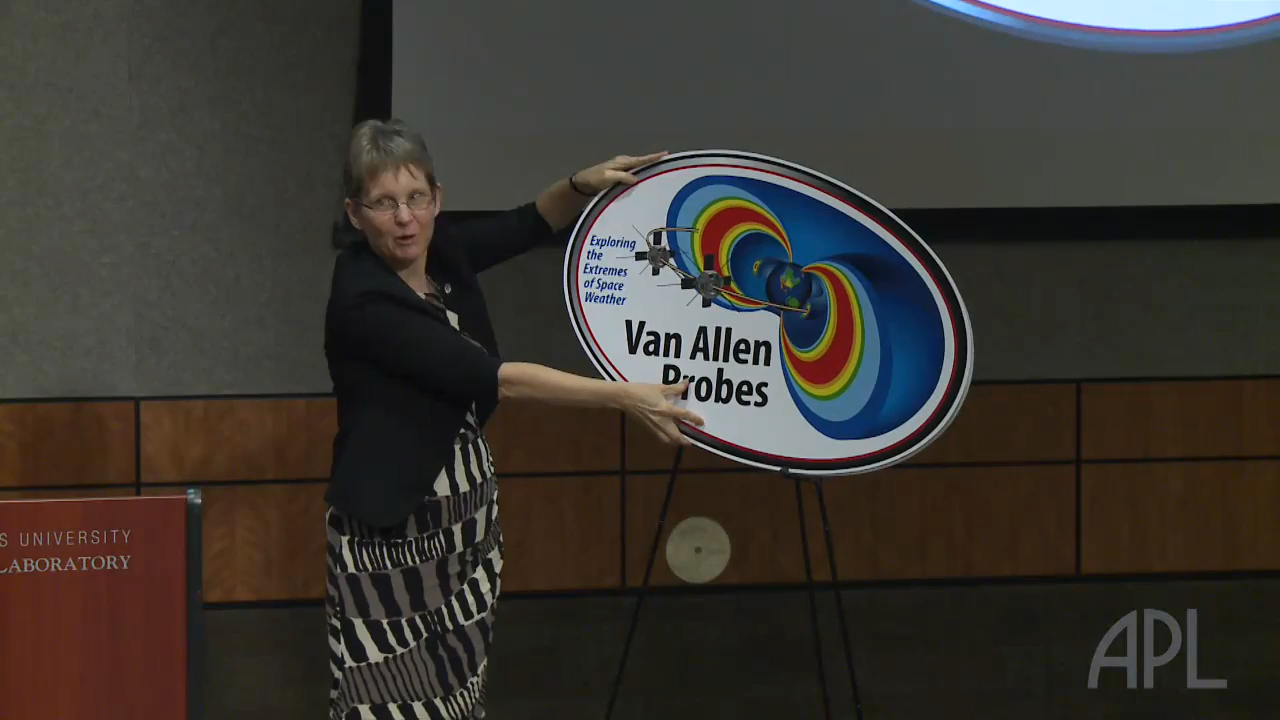 Exploring
the
Extremes
of Space
Weather
Van Allen
Probes
S UNIVERSITY
LABORATORY
APL